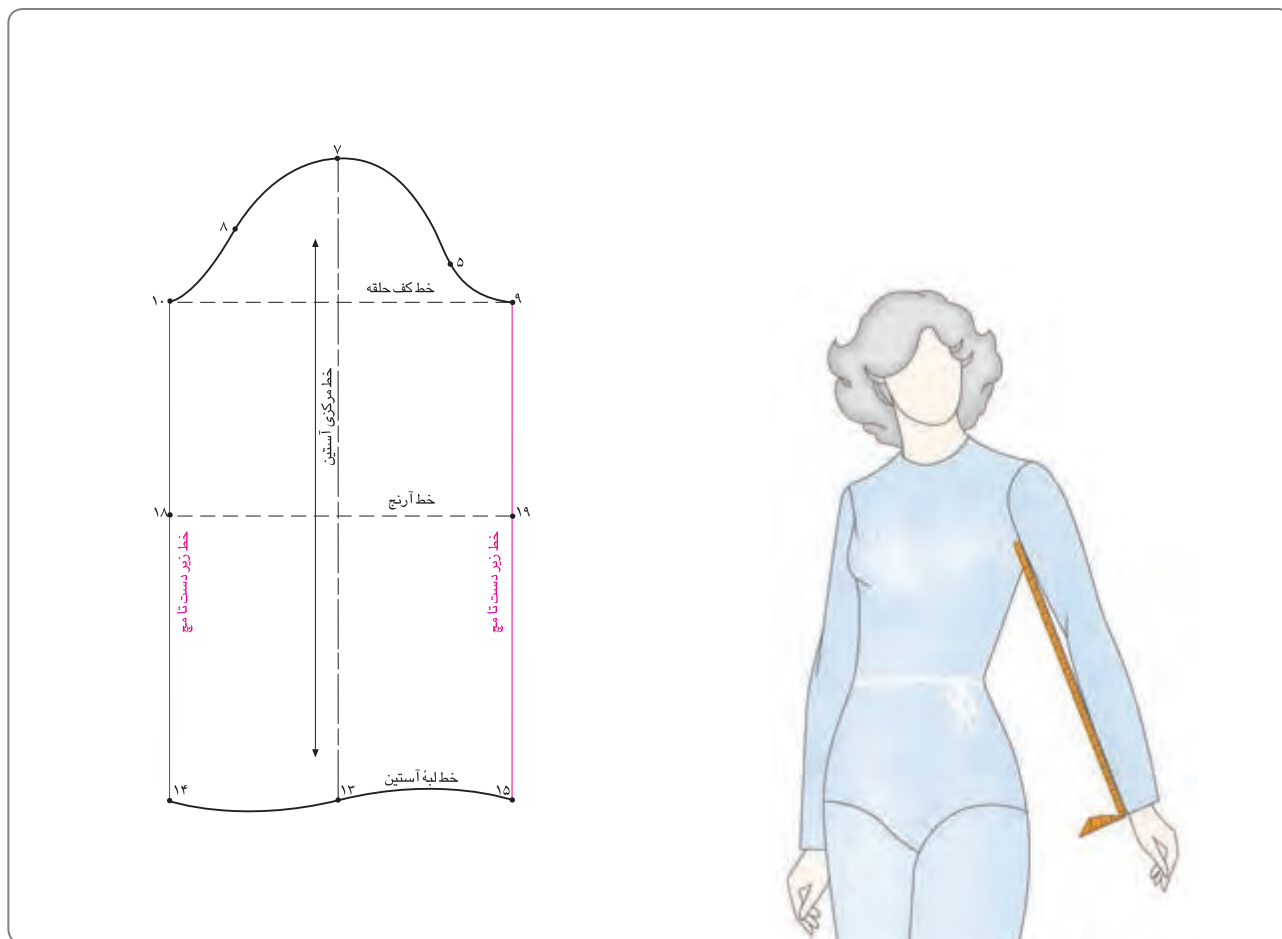 ۷
۸
۵
خط کف حلقه
۱۰
۹
خط مرکزی آستین
خط آرنج
۱۸
۱۹
خط زیر دست تا مچ
خط زیر دست تا مچ
خط لبهٔ آستین
۱۴
۱۳
۱۵